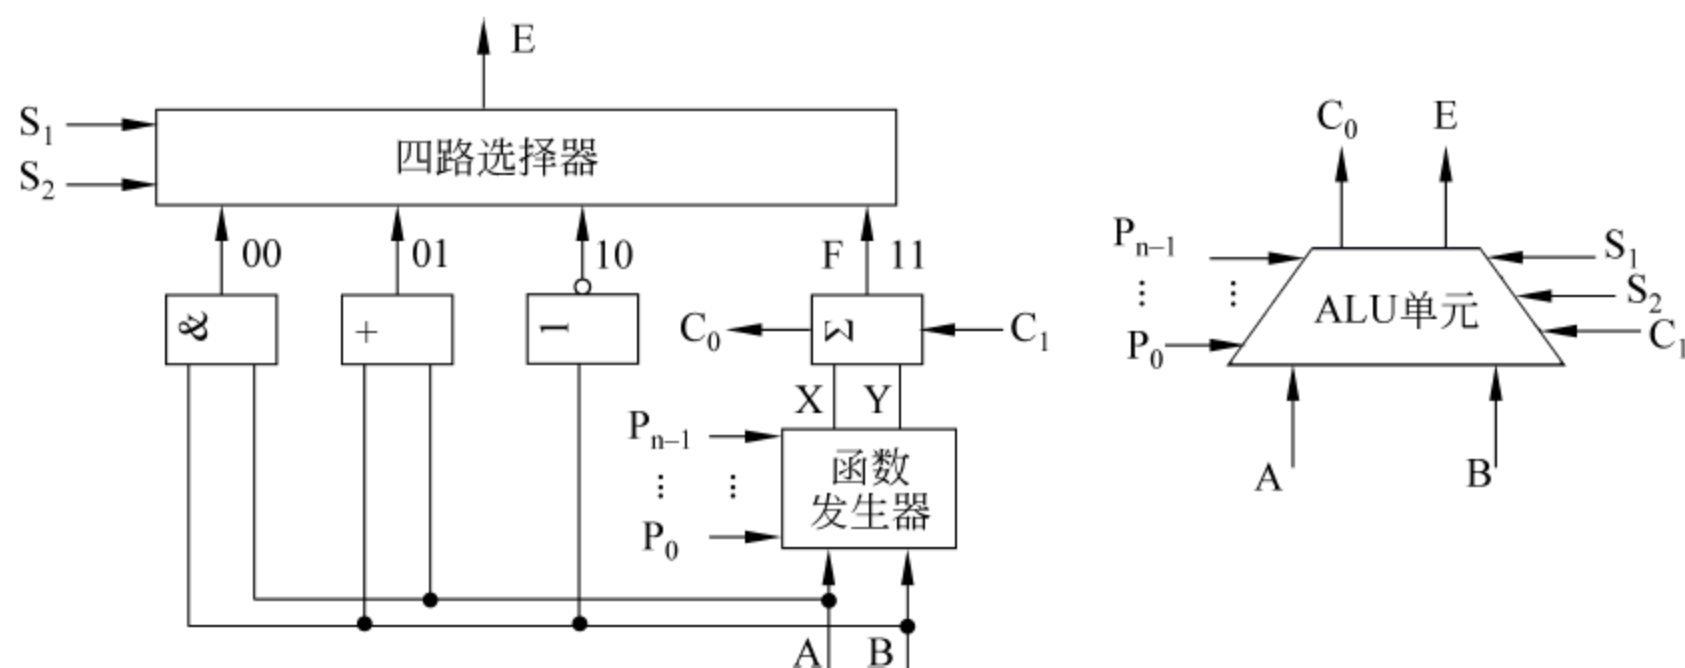 E
S₁
四路选择器
S₂
00
01
10
F 11
&
+
1
C₀
Σ
C₁
X Y
Pₙ₋₁
函数
发生器
⋮ ⋮
P₀
A B
C₀ E
Pₙ₋₁
S₁
⋮ ⋮
S₂
ALU单元
P₀
C₁
A
B